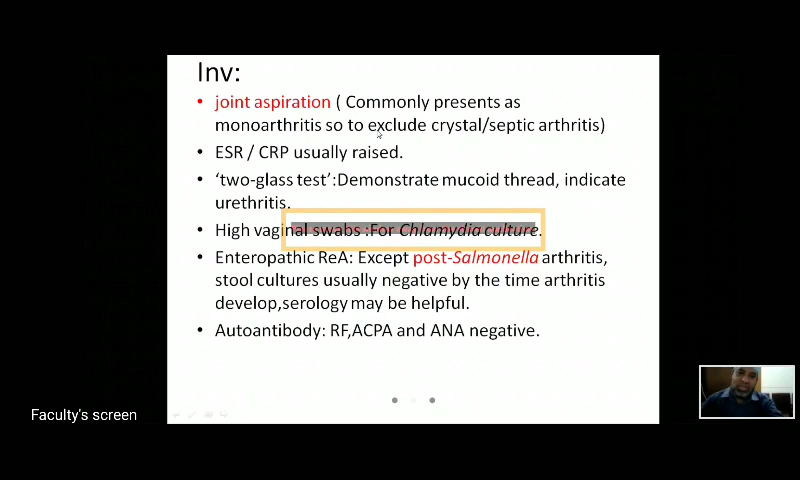 Inv:
• joint aspiration ( Commonly presents as
monoarthritis so to exclude crystal/septic arthritis)
• ESR / CRP usually raised.
• ‘two-glass test’:Demonstrate mucoid thread, indicate
urethritis.
• High vaginal swabs :For Chlamydia culture.
• Enteropathic ReA: Except post-Salmonella arthritis,
stool cultures usually negative by the time arthritis
develop,serology may be helpful.
• Autoantibody: RF,ACPA and ANA negative.
Faculty's screen